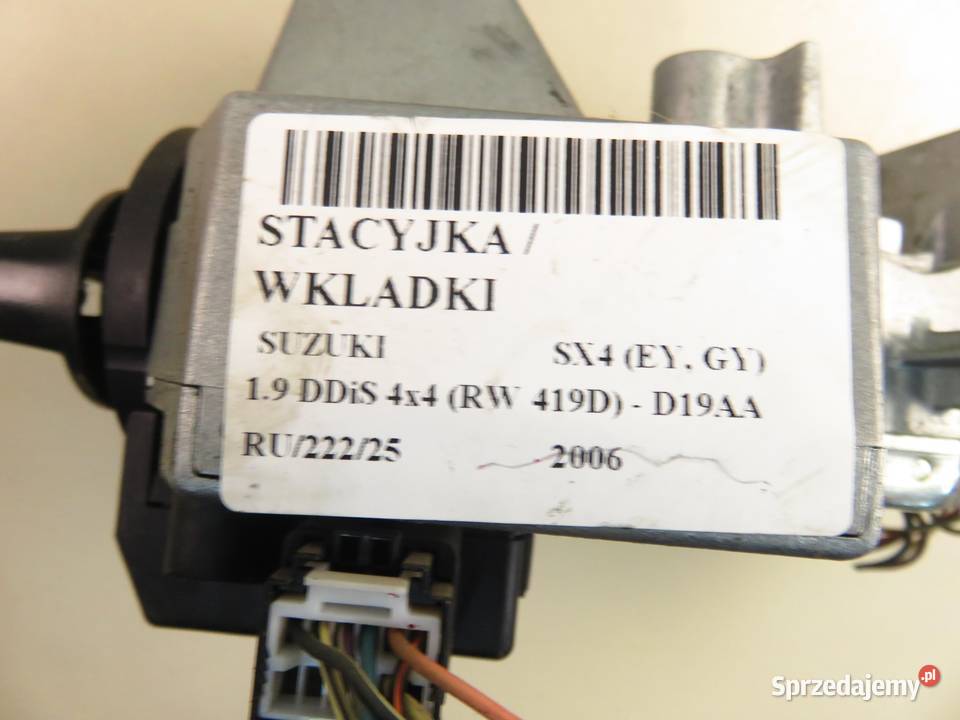 STACYJKA /
WKLADKI
SUZUKI SX4 (EY, GY)
1.9 DDiS 4x4 (RW 419D) - D19AA
RU/222/25 2006
Sprzedajemy.pl